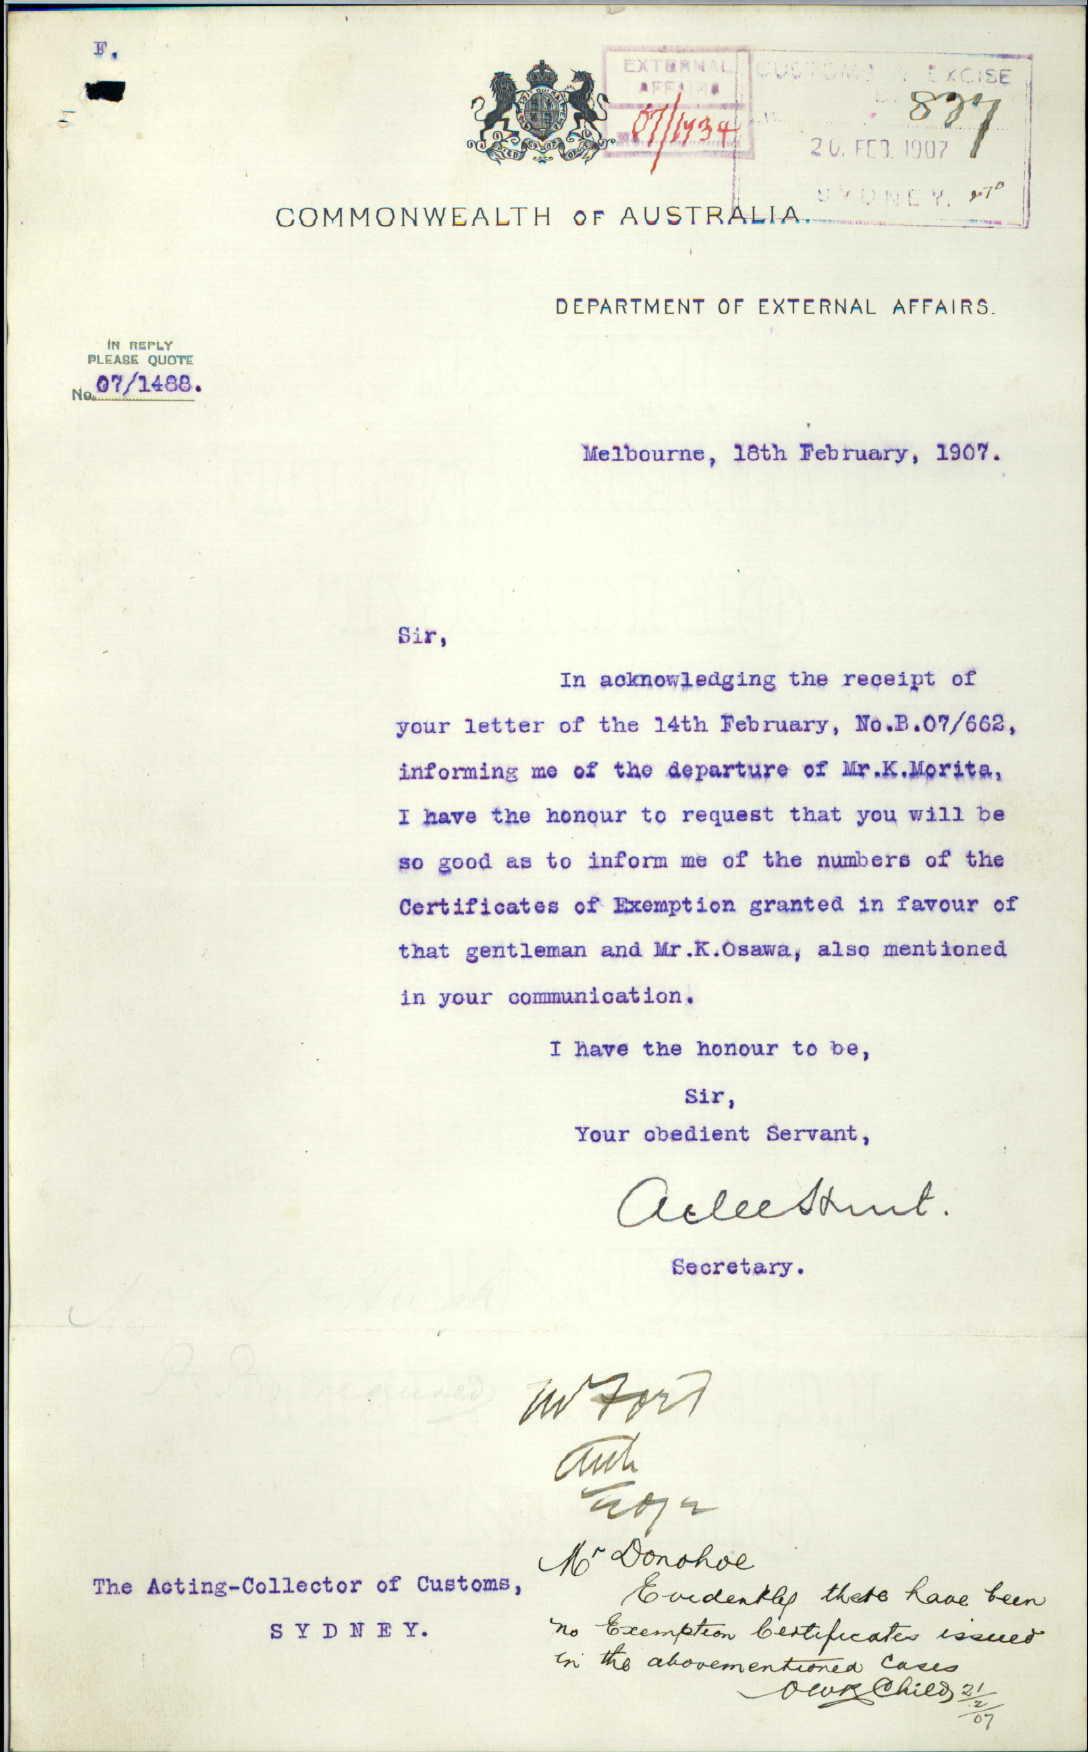 F.
EXTERNAL
AFFAIRS
07/1734
CUSTOMS & EXCISE
837
20. FEB. 1907
SYDNEY.
COMMONWEALTH OF AUSTRALIA.
DEPARTMENT OF EXTERNAL AFFAIRS.
IN REPLY
PLEASE QUOTE
No. 07/1488.
Melbourne, 18th February, 1907.
Sir,
In acknowledging the receipt of
your letter of the 14th February, No.B.07/662,
informing me of the departure of Mr.K.Morita,
I have the honour to request that you will be
so good as to inform me of the numbers of the
Certificates of Exemption granted in favour of
that gentleman and Mr.K.Osawa, also mentioned
in your communication.
I have the honour to be,
Sir,
Your obedient Servant,
Atlee Hunt.
Secretary.
Mr Fort
20/2
Mr Donohoe
Evidently there have been
no Exemption Certificates issued
in the abovementioned cases
Childs 21/2/07
The Acting-Collector of Customs,
SYDNEY.